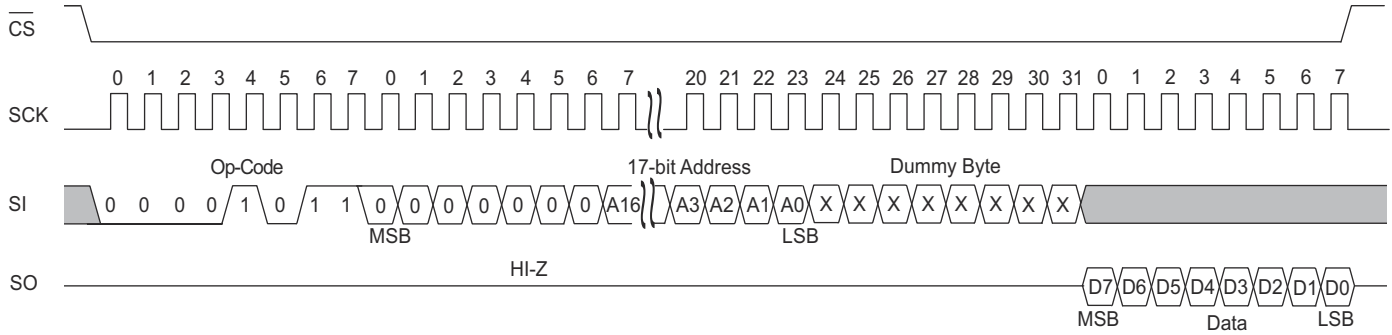 CS
0 1 2 3 4 5 6 7 0 1 2 3 4 5 6 7 20 21 22 23 24 25 26 27 28 29 30 31 0 1 2 3 4 5 6 7
SCK
Op-Code 17-bit Address Dummy Byte
SI 0 0 0 0 1 0 1 1 0 0 0 0 0 0 0 A16 A3 A2 A1 A0 X X X X X X X X
MSB LSB
HI-Z
SO D7 D6 D5 D4 D3 D2 D1 D0
MSB Data LSB